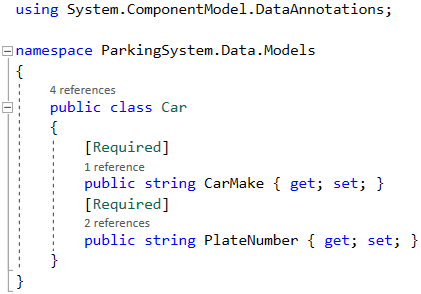 using System.ComponentModel.DataAnnotations;
namespace ParkingSystem.Data.Models
{
4 references
public class Car
{
[Required]
1 reference
public string CarMake { get; set; }
[Required]
2 references
public string PlateNumber { get; set; }
}
}